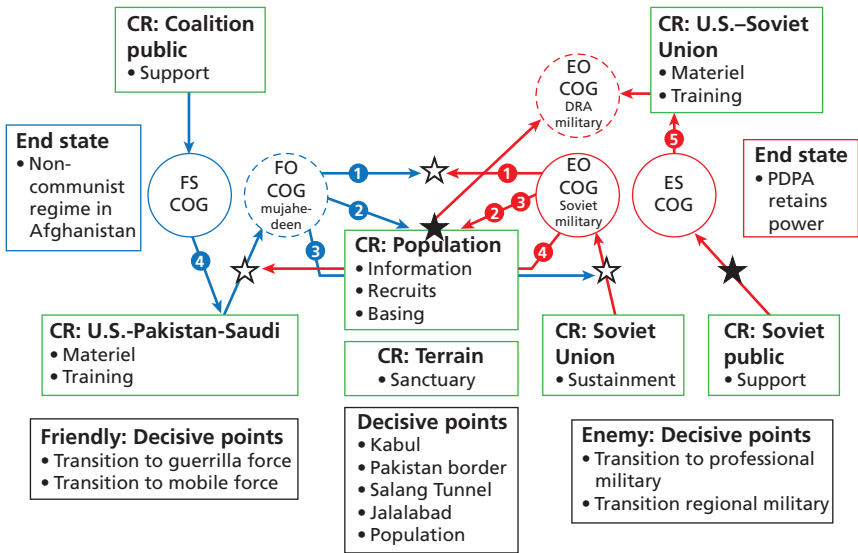 CR: Coalition
public
• Support
CR: U.S.–Soviet
Union
• Materiel
• Training
EO
COG
DRA
military
End state
• Non-
communist
regime in
Afghanistan
FS
COG
FO
COG
mujahe-
deen
1
2
3
4
1
2
3
4
5
EO
COG
Soviet
military
ES
COG
End state
• PDPA
retains
power
CR: Population
• Information
• Recruits
• Basing
CR: U.S.-Pakistan-Saudi
• Materiel
• Training
CR: Terrain
• Sanctuary
CR: Soviet
Union
• Sustainment
CR: Soviet
public
• Support
Friendly: Decisive points
• Transition to guerrilla force
• Transition to mobile force
Decisive points
• Kabul
• Pakistan border
• Salang Tunnel
• Jalalabad
• Population
Enemy: Decisive points
• Transition to professional
military
• Transition regional military